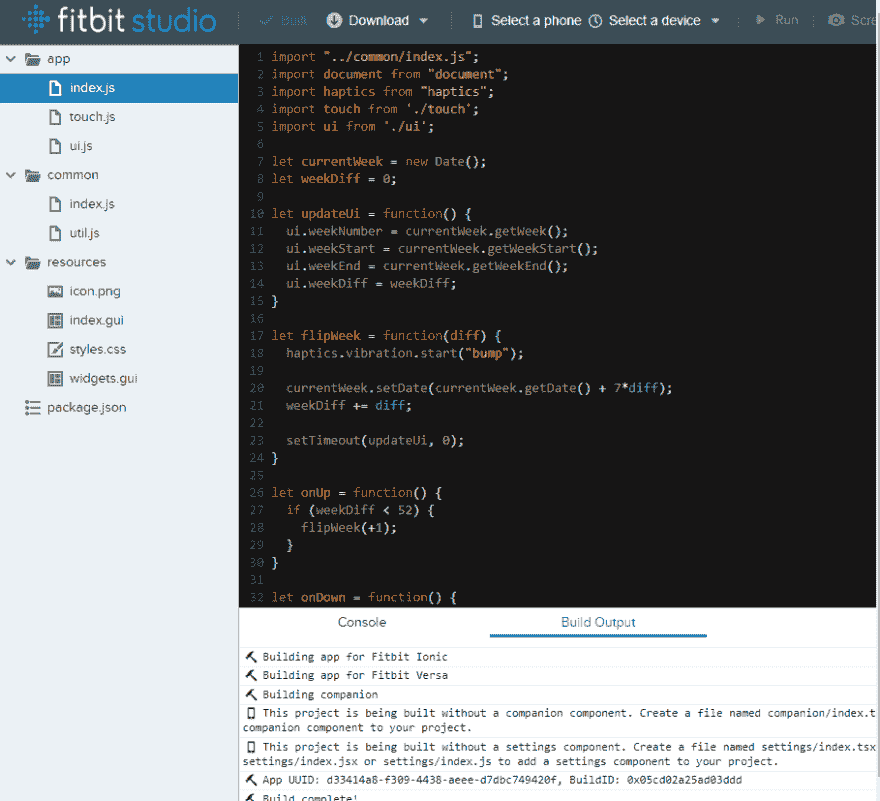 fitbit studio
Built
Download
Select a phone
Select a device
Run
Scre
app
index.js
touch.js
ui.js
common
index.js
util.js
resources
icon.png
index.gui
styles.css
widgets.gui
package.json
1 import "../common/index.js";
2 import document from "document";
3 import haptics from "haptics";
4 import touch from './touch';
5 import ui from './ui';
6
7 let currentWeek = new Date();
8 let weekDiff = 0;
9
10 let updateUi = function() {
11   ui.weekNumber = currentWeek.getWeek();
12   ui.weekStart = currentWeek.getWeekStart();
13   ui.weekEnd = currentWeek.getWeekEnd();
14   ui.weekDiff = weekDiff;
15 }
16
17 let flipWeek = function(diff) {
18   haptics.vibration.start("bump");
19
20   currentWeek.setDate(currentWeek.getDate() + 7*diff);
21   weekDiff += diff;
22
23   setTimeout(updateUi, 0);
24 }
25
26 let onUp = function() {
27   if (weekDiff < 52) {
28     flipWeek(+1);
29   }
30 }
31
32 let onDown = function() {
Console
Build Output
Building app for Fitbit Ionic
Building app for Fitbit Versa
Building companion
This project is being built without a companion component. Create a file named companion/index.t
companion component to your project.
This project is being built without a settings component. Create a file named settings/index.tsx
settings/index.jsx or settings/index.js to add a settings component to your project.
App UUID: d33414a8-f309-4438-aeee-d7dbc749420f, BuildID: 0x05cd02a25ad03ddd
Build complete!